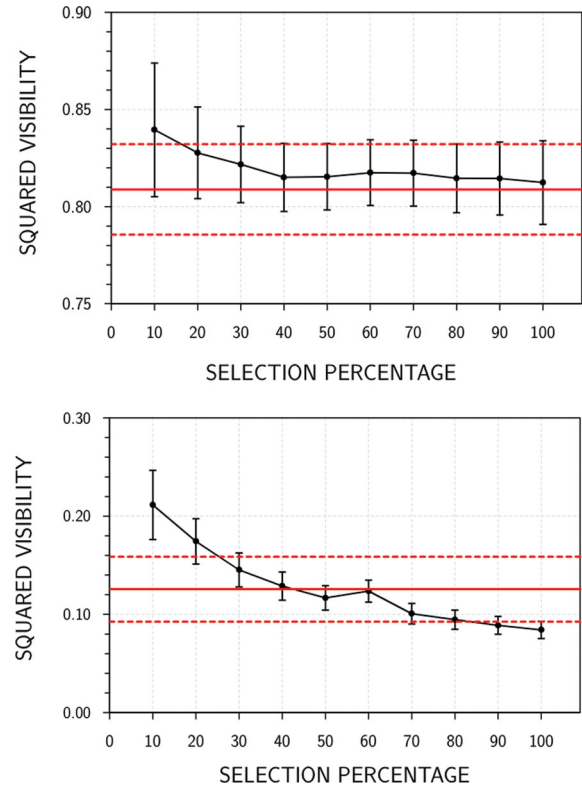 0.90
0.85
0.80
0.75
SQUARED VISIBILITY
0 10 20 30 40 50 60 70 80 90 100
SELECTION PERCENTAGE
0.30
0.20
0.10
0.00
SQUARED VISIBILITY
0 10 20 30 40 50 60 70 80 90 100
SELECTION PERCENTAGE